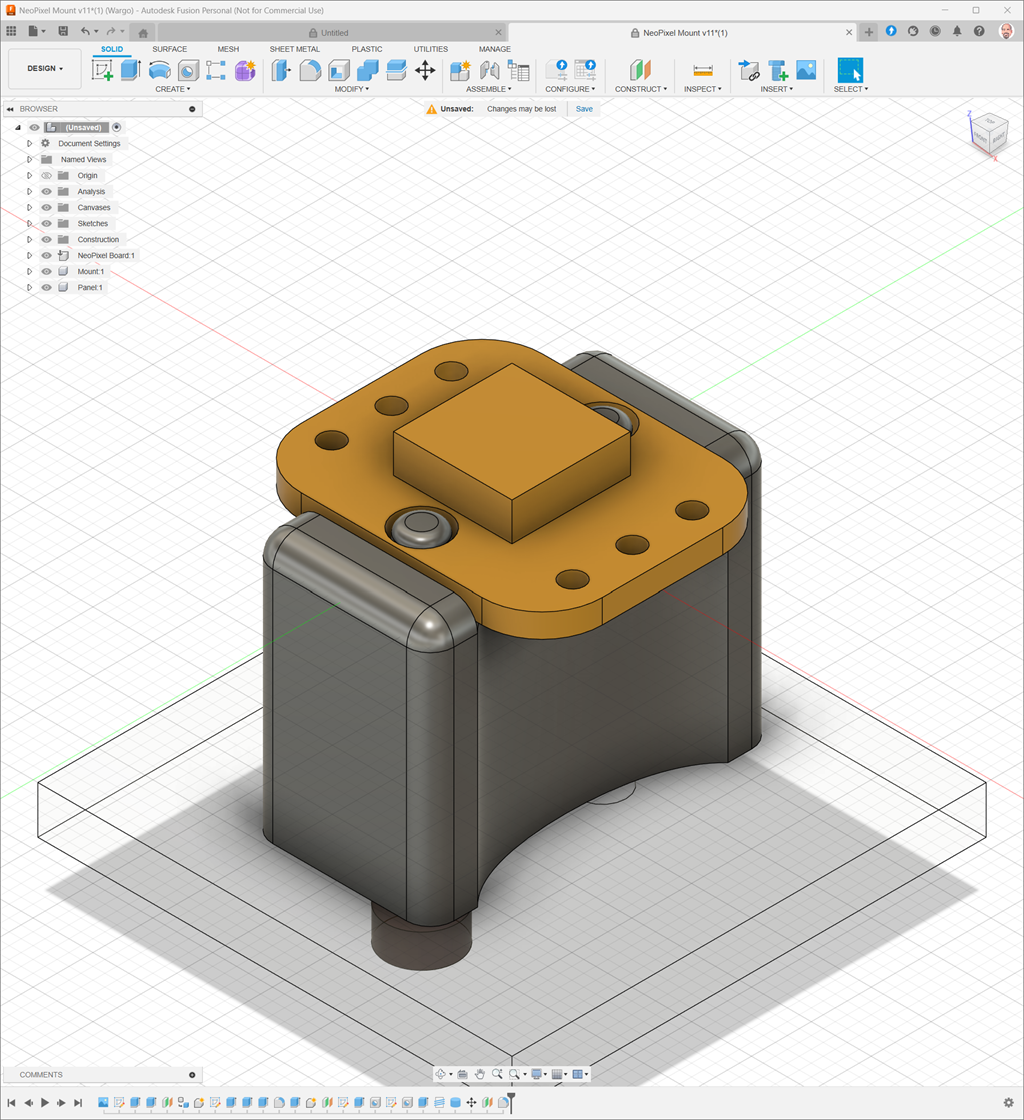 NeoPixel Mount v11*(1) (Wargo) - Autodesk Fusion Personal (Not for Commercial Use)
Untitled
NeoPixel Mount v11*(1)
SOLID SURFACE MESH SHEET METAL PLASTIC UTILITIES MANAGE
DESIGN
CREATE MODIFY ASSEMBLE CONFIGURE CONSTRUCT INSPECT INSERT SELECT
BROWSER
Unsaved: Changes may be lost Save
(Unsaved)
Document Settings
Named Views
Origin
Analysis
Canvases
Sketches
Construction
NeoPixel Board:1
Mount:1
Panel:1
Z
TOP
FRONT
RIGHT
X
COMMENTS